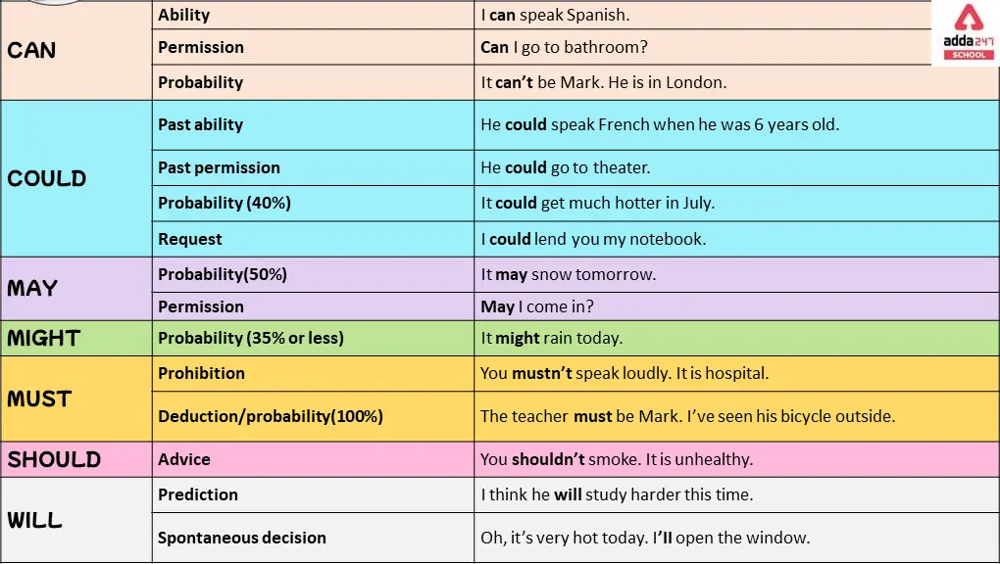 CAN
Ability
I can speak Spanish.
Permission
Can I go to bathroom?
Probability
It can't be Mark. He is in London.
adda247
SCHOOL
COULD
Past ability
He could speak French when he was 6 years old.
Past permission
He could go to theater.
Probability (40%)
It could get much hotter in July.
Request
I could lend you my notebook.
MAY
Probability(50%)
It may snow tomorrow.
Permission
May I come in?
MIGHT
Probability (35% or less)
It might rain today.
MUST
Prohibition
You mustn't speak loudly. It is hospital.
Deduction/probability(100%)
The teacher must be Mark. I've seen his bicycle outside.
SHOULD
Advice
You shouldn't smoke. It is unhealthy.
WILL
Prediction
I think he will study harder this time.
Spontaneous decision
Oh, it's very hot today. I'll open the window.